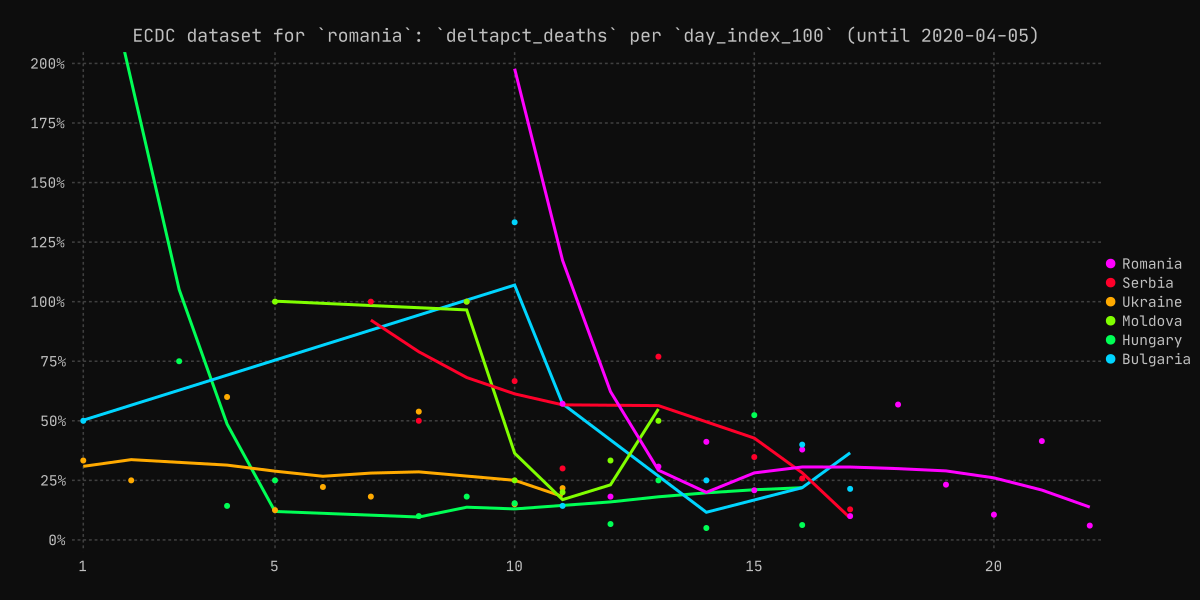 ECDC dataset for `romania`: `deltapct_deaths` per `day_index_100` (until 2020-04-05)
200%
175%
150%
125%
100%
75%
50%
25%
0%
1 5 10 15 20
Romania
Serbia
Ukraine
Moldova
Hungary
Bulgaria